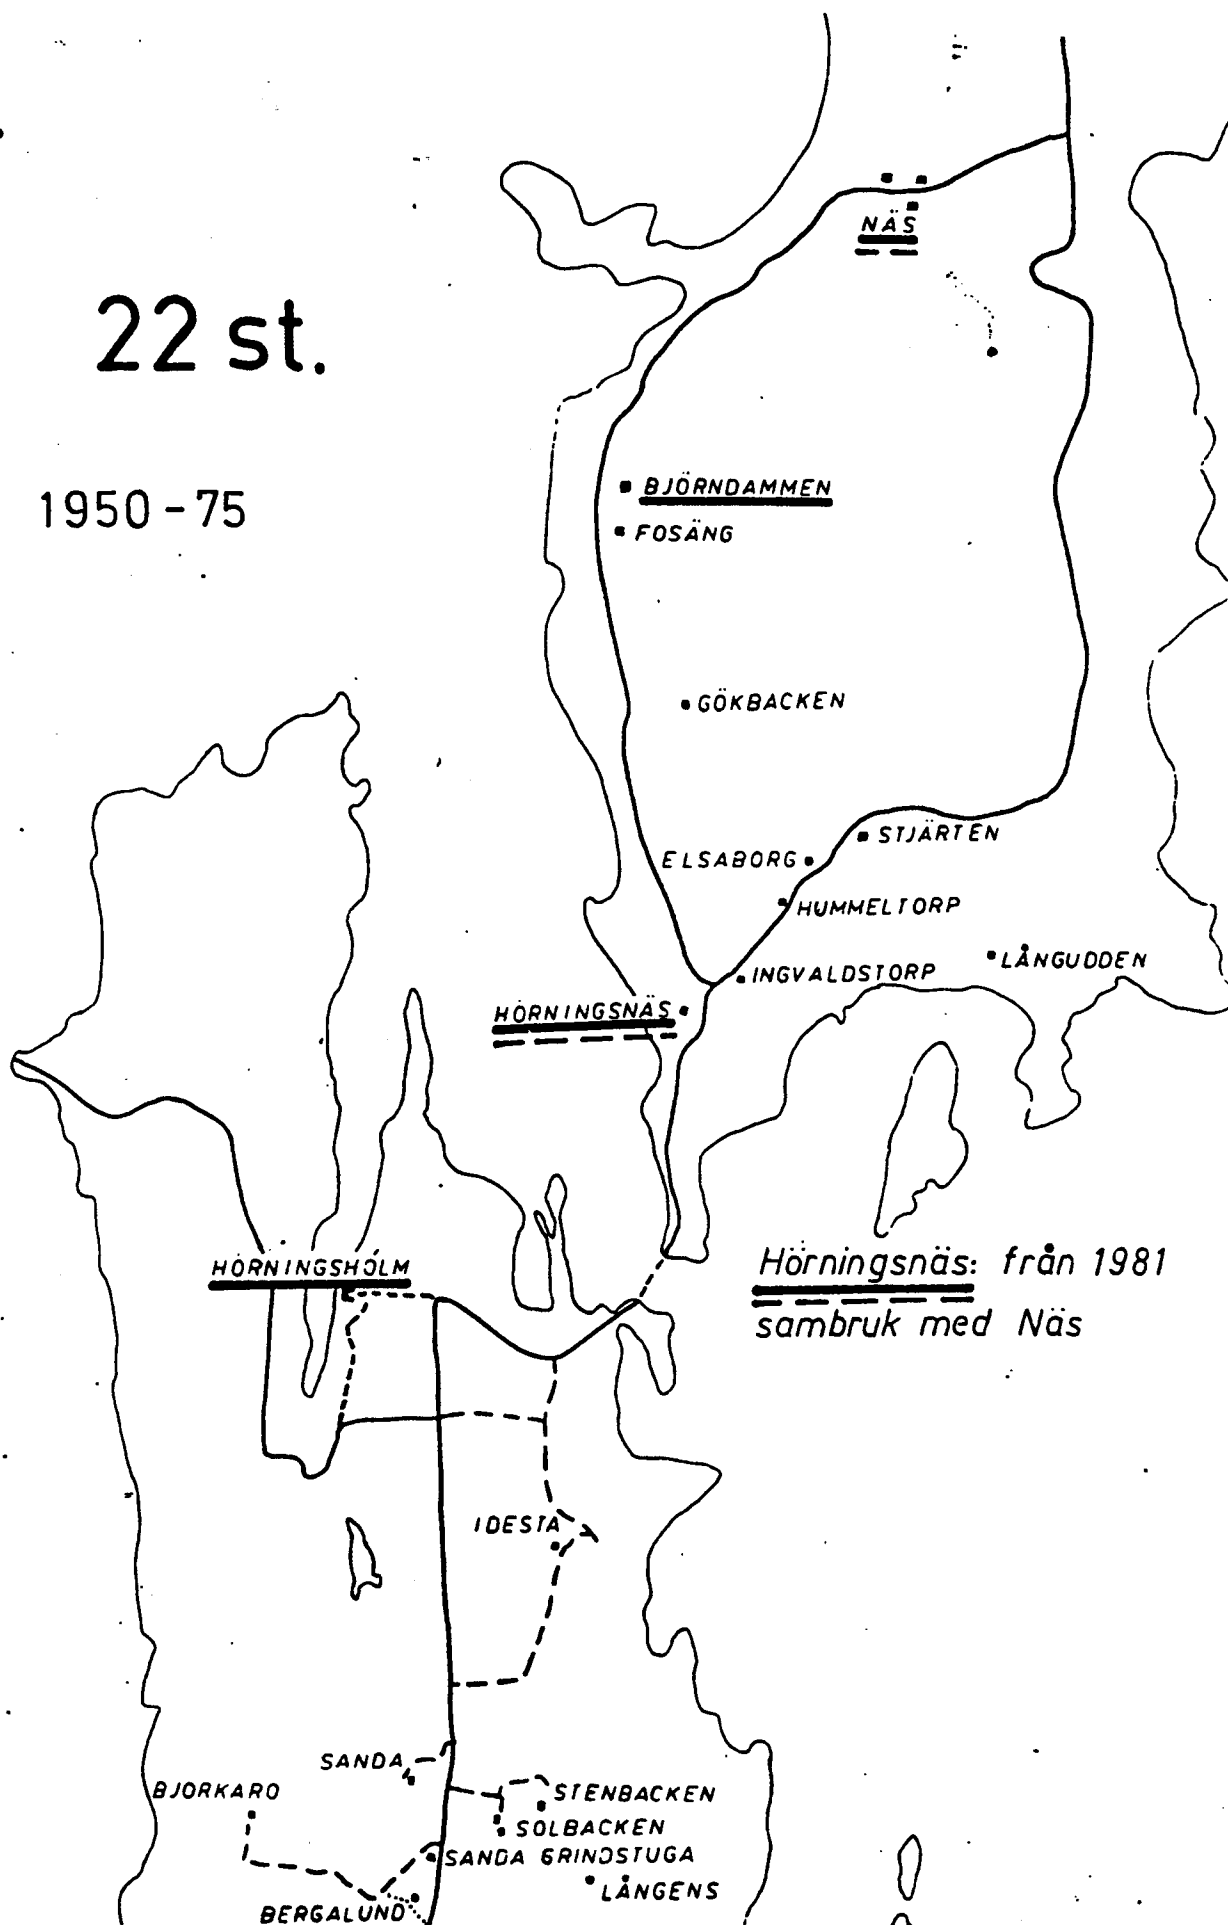 NÄS
22 st.
BJÖRNDAMMEN
1950-75
FOSÄNG
GÖKBACKEN
STJÄRTEN
ELSABORG
HUMMELTORP
LÅNGUDDEN
INGVALDSTORP
HÖRNINGSNÄS
HÖRNINGSHOLM
Hörningsnäs: från 1981
sambruk med Näs
IDESTA
SANDA
BJORKARO
STENBACKEN
SOLBACKEN
SANDA GRINDSTUGA
LÅNGENS
BERGALUND